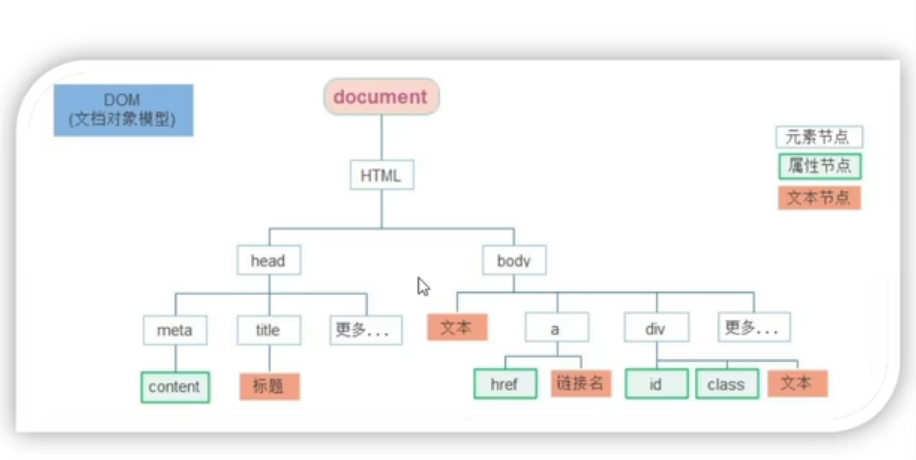 DOM
(文档对象模型)
document
元素节点
属性节点
文本节点
HTML
head
body
meta
title
更多...
文本
a
div
更多...
content
标题
href
链接名
id
class
文本